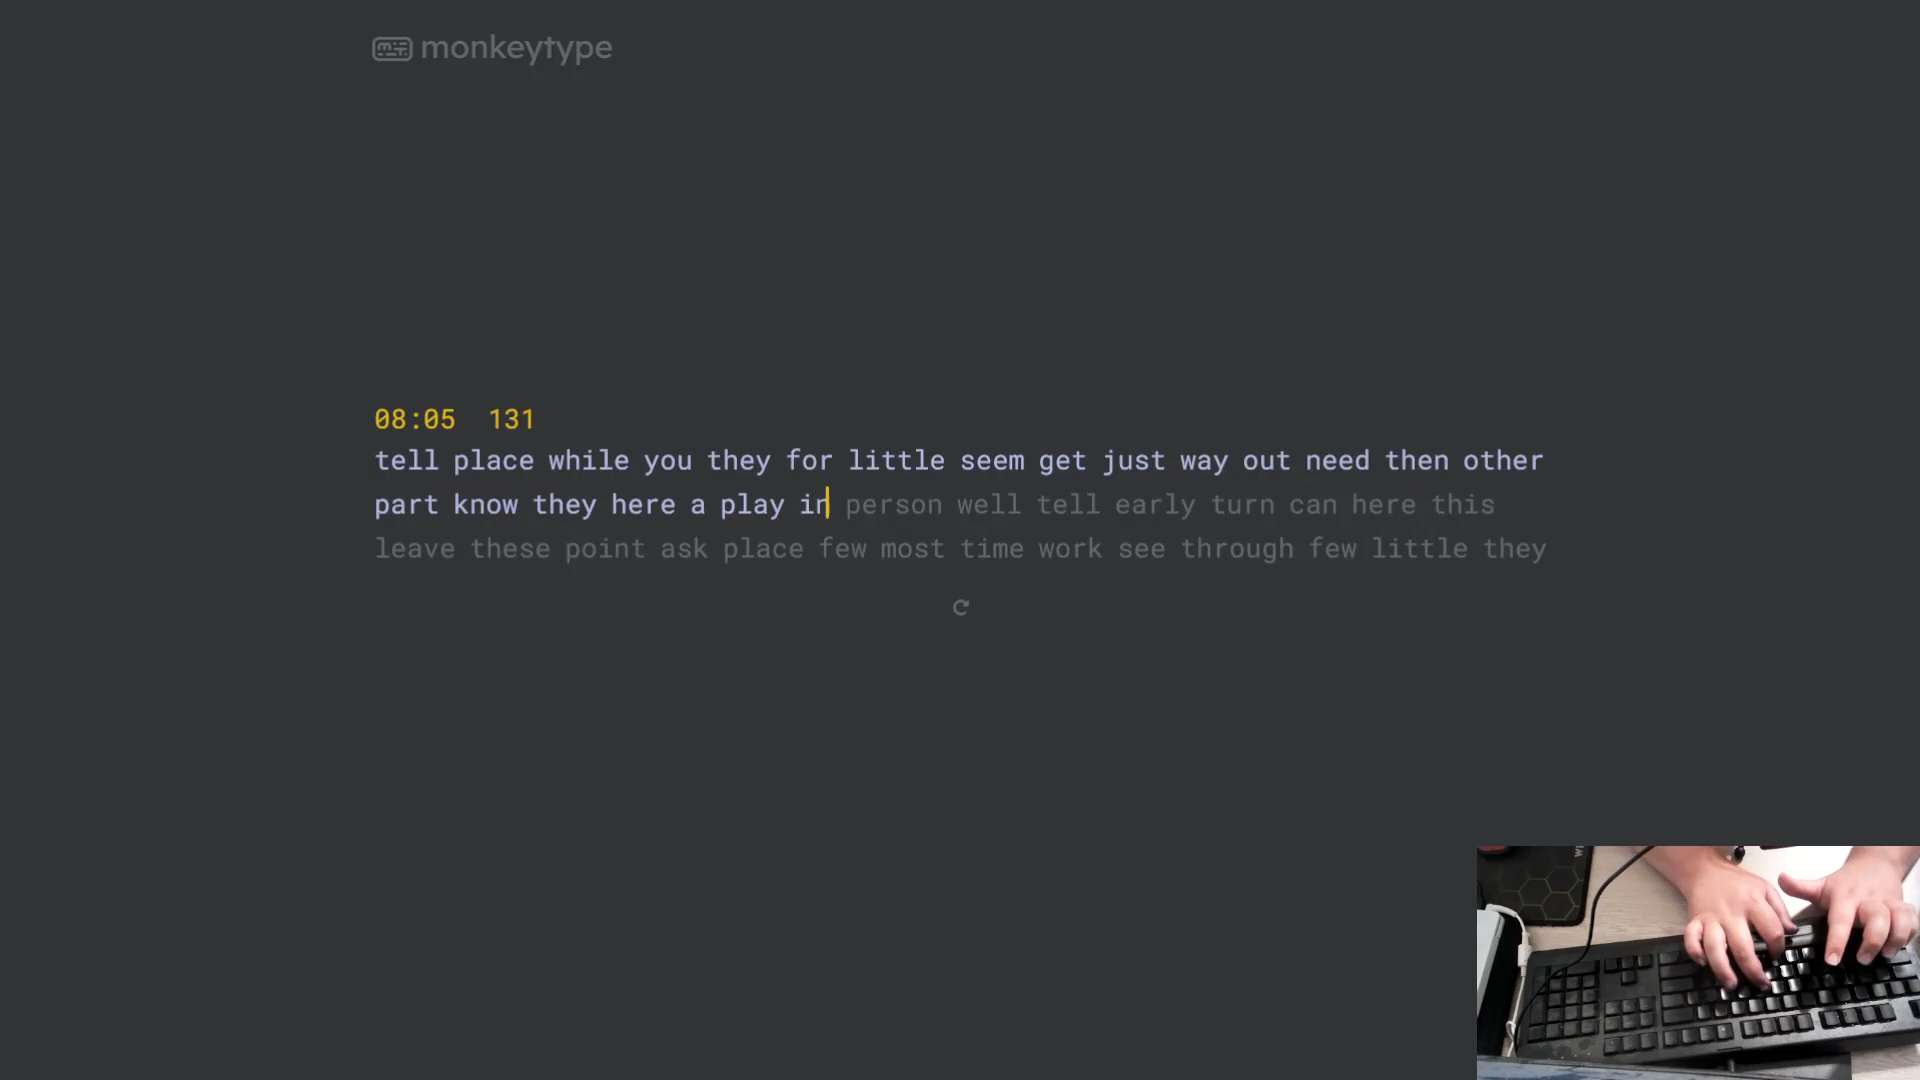 monkeytype
08:05 131
tell place while you they for little seem get just way out need then other
part know they here a play in person well tell early turn can here this
leave these point ask place few most time work see through few little they